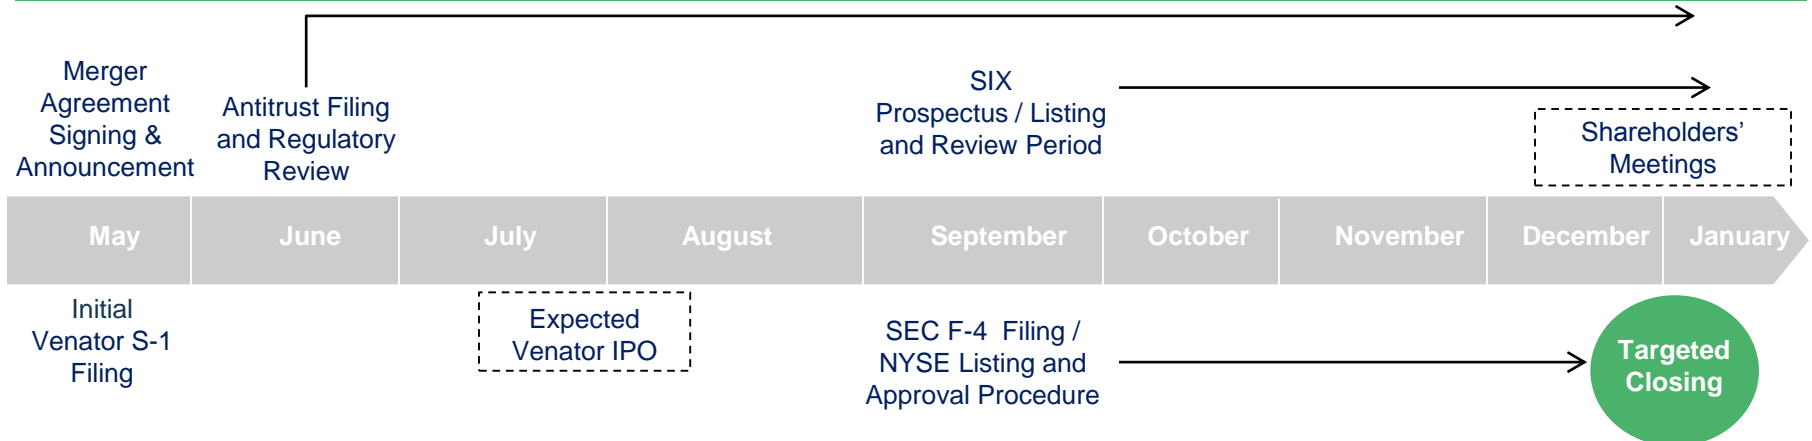 Merger
Agreement
Signing &
Announcement
Antitrust Filing
and Regulatory
Review
SIX
Prospectus / Listing
and Review Period
Shareholders’
Meetings
May
June
July
August
September
October
November
December
January
Initial
Venator S-1
Filing
Expected
Venator IPO
SEC F-4 Filing /
NYSE Listing and
Approval Procedure
Targeted
Closing